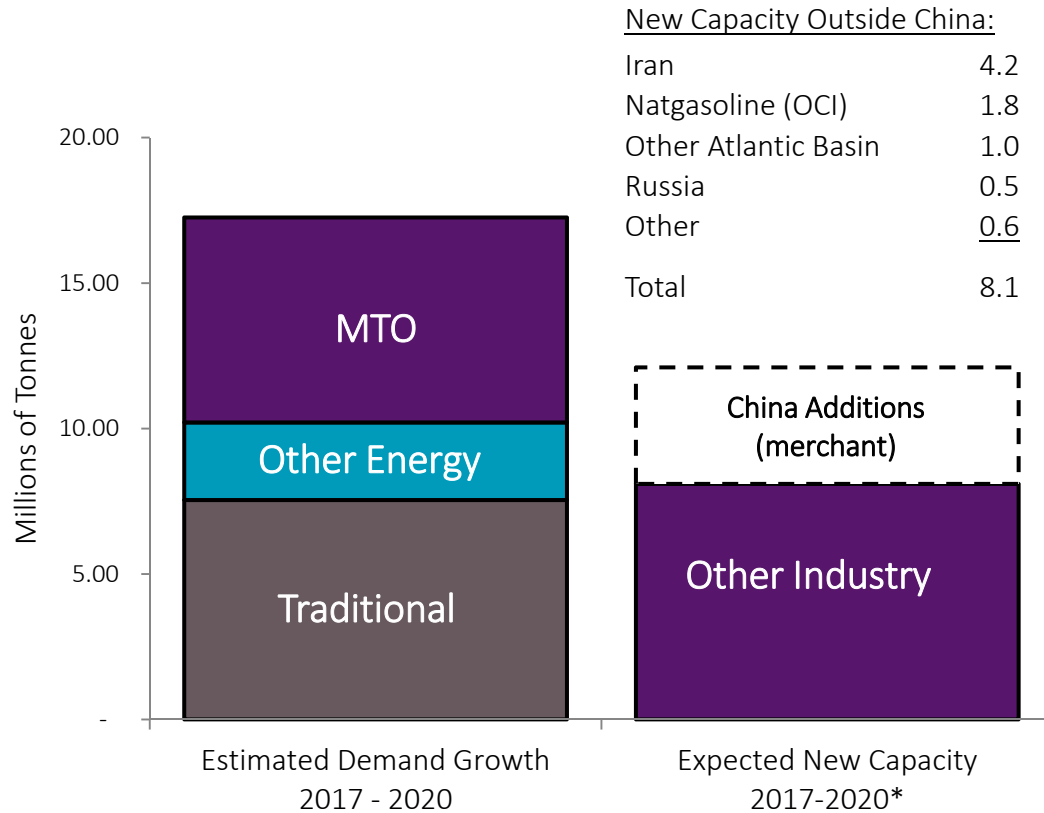 New Capacity Outside China:
Iran 4.2
Natgasoline (OCI) 1.8
Other Atlantic Basin 1.0
Russia 0.5
Other 0.6
Total 8.1
Millions of Tonnes
20.00
15.00
10.00
5.00
-
MTO
Other Energy
Traditional
China Additions
(merchant)
Other Industry
Estimated Demand Growth
2017 - 2020
Expected New Capacity
2017-2020*